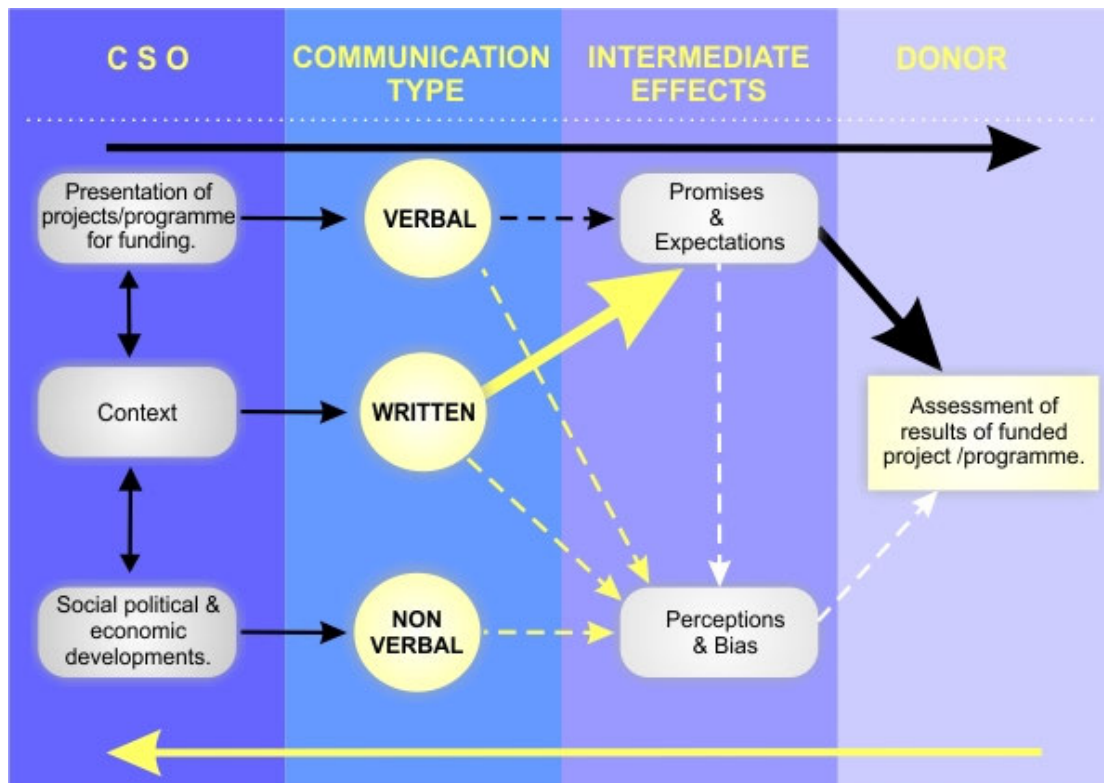 C S O
COMMUNICATION
TYPE
INTERMEDIATE
EFFECTS
DONOR
Presentation of
projects/programme
for funding.
VERBAL
Promises
&
Expectations
Context
WRITTEN
Assessment of
results of funded
project /programme.
Social political &
economic
developments.
NON
VERBAL
Perceptions
& Bias